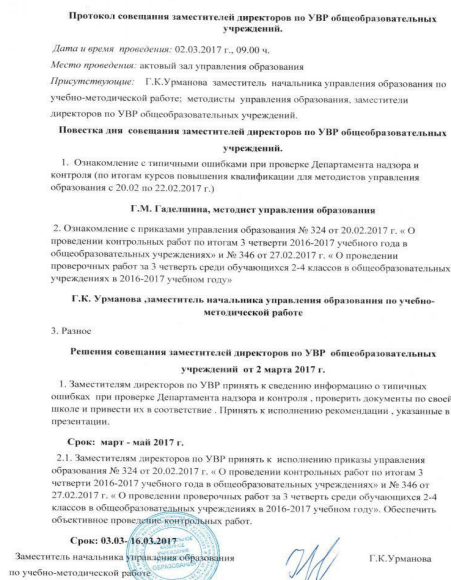 Протокол совещания заместителей директоров по УВР общеобразовательных
учреждений.
Дата и время проведения: 02.03.2017 г., 09.00 ч.
Место проведения: актовый зал управления образования
Присутствующие: Г.К.Урманова заместитель начальника управления образования по
учебно-методической работе; методисты управления образования, заместители
директоров по УВР общеобразовательных учреждений.
Повестка дня совещания заместителей директоров по УВР общеобразовательных
учреждений.
1. Ознакомление с типичными ошибками при проверке Департамента надзора и
контроля (по итогам курсов повышения квалификации для методистов управления
образования с 20.02 по 22.02.2017 г.)
Г.М. Гаделшина, методист управления образования
2. Ознакомление с приказами управления образования № 324 от 20.02.2017 г. « О
проведении контрольных работ по итогам 3 четверти 2016-2017 учебного года в
общеобразовательных учреждениях» и № 346 от 27.02.2017 г. « О проведении
проверочных работ за 3 четверть среди обучающихся 2-4 классов в общеобразовательных
учреждениях в 2016-2017 учебном году»
Г.К. Урманова ,заместитель начальника управления образования по учебно-
методической работе
3. Разное
Решения совещания заместителей директоров по УВР общеобразовательных
учреждений от 2 марта 2017 г.
1. Заместителям директоров по УВР принять к сведению информацию о типичных
ошибках при проверке Департамента надзора и контроля , проверить документы по своей
школе и привести их в соответствие . Принять к исполнению рекомендации , указанные в
презентации.
Срок: март - май 2017 г.
2.1. Заместителям директоров по УВР принять к исполнению приказы управления
образования № 324 от 20.02.2017 г. « О проведении контрольных работ по итогам 3
четверти 2016-2017 учебного года в общеобразовательных учреждениях» и № 346 от
27.02.2017 г. « О проведении проверочных работ за 3 четверть среди обучающихся 2-4
классов в общеобразовательных учреждениях в 2016-2017 учебном году». Обеспечить
объективное проведение контрольных работ.
Срок: 03.03- 16.03.2017
Заместитель начальника управления образования Г.К.Урманова
по учебно-методической работе